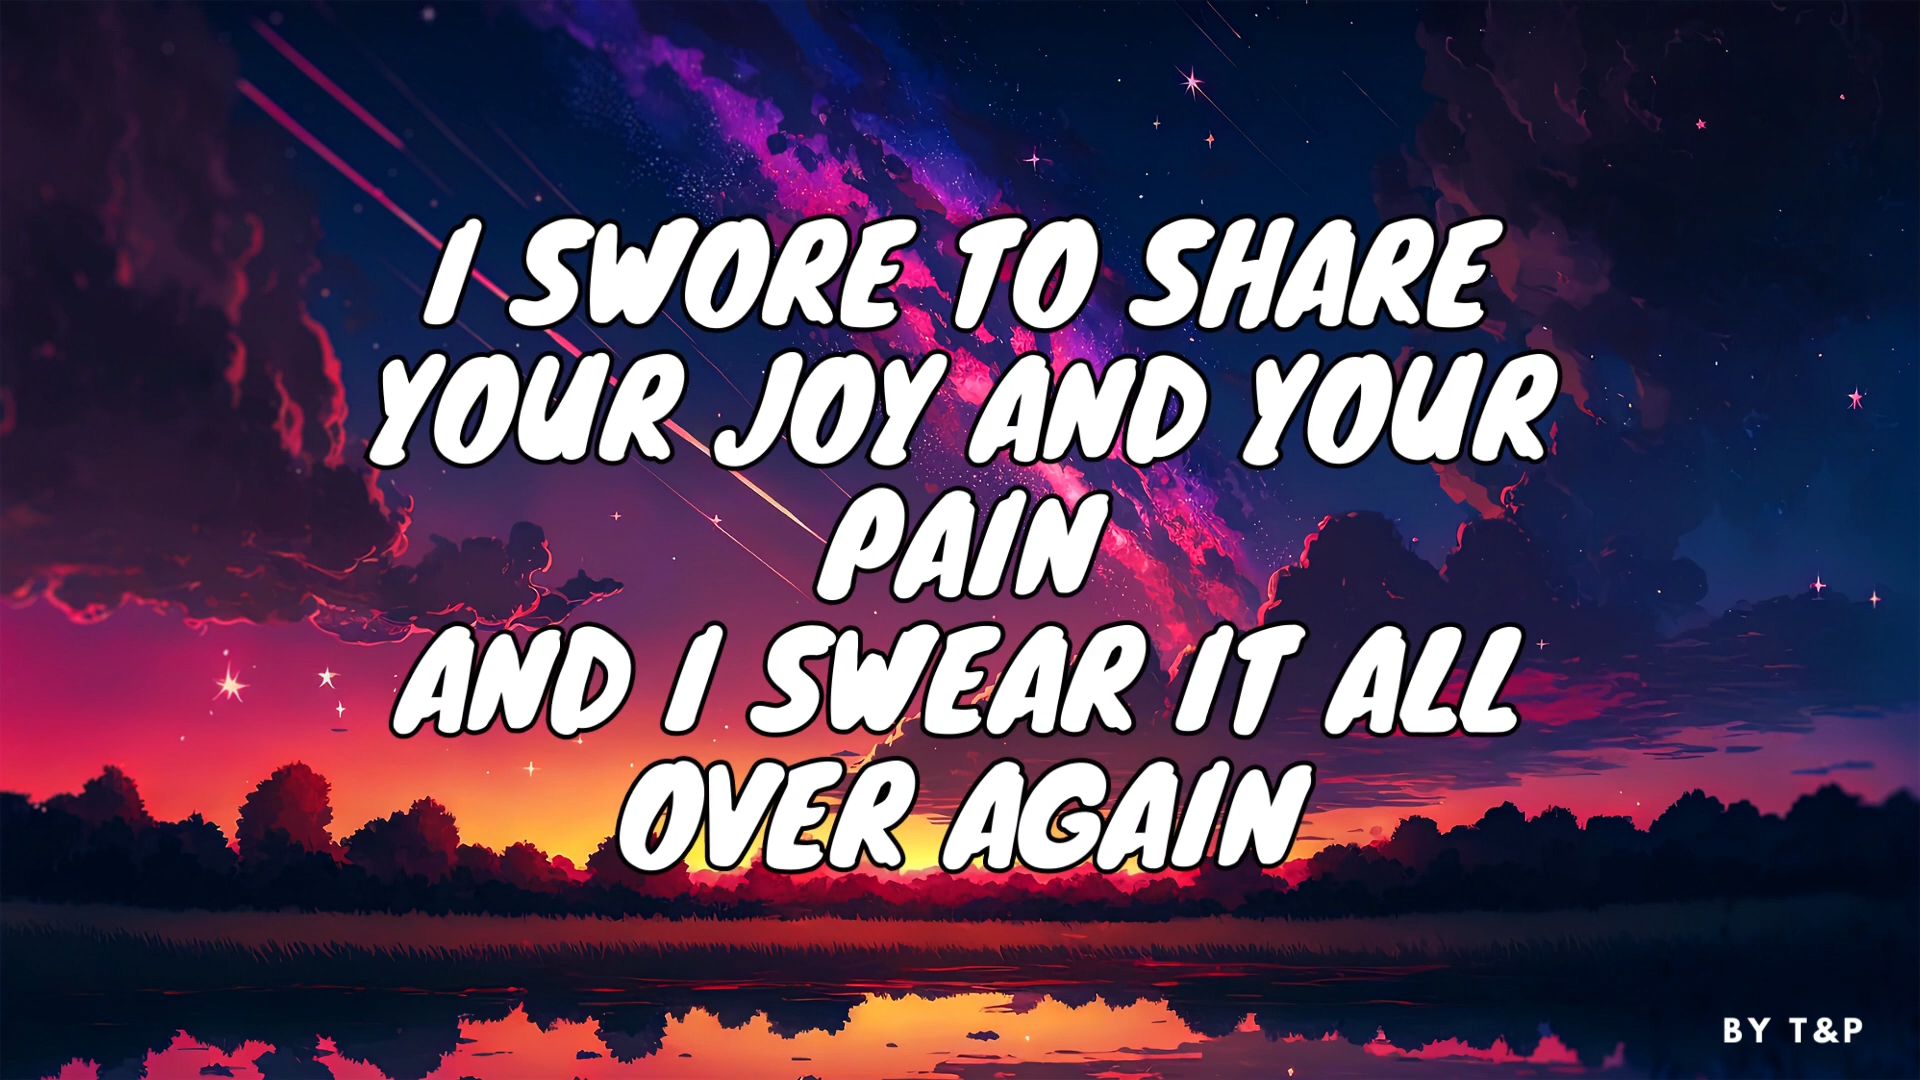 I SWORE TO SHARE
YOUR JOY AND YOUR
PAIN
AND I SWEAR IT ALL
OVER AGAIN
BY T&P